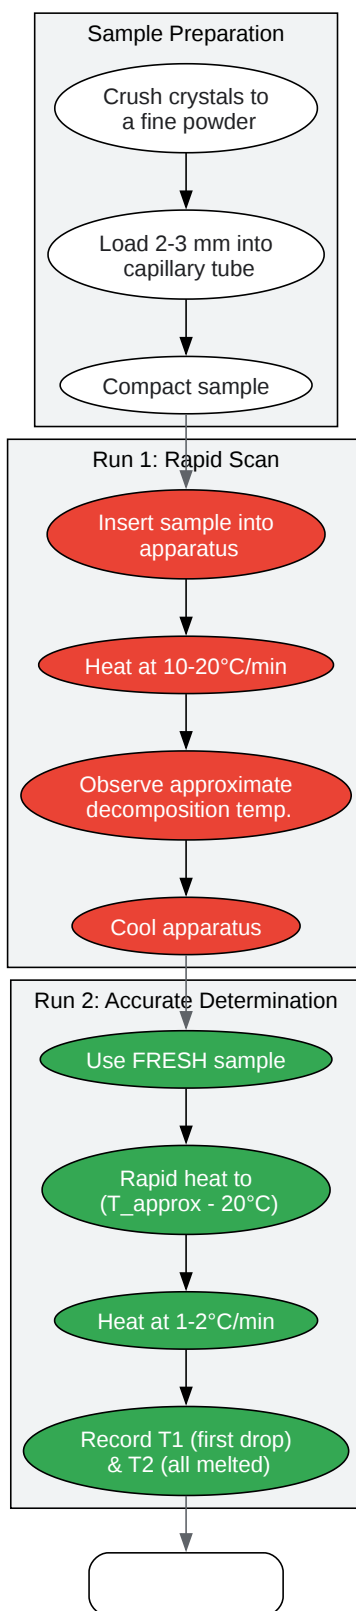 Sample Preparation
Crush crystals to
a fine powder
Load 2-3 mm into
capillary tube
Compact sample
Run 1: Rapid Scan
Insert sample into
apparatus
Heat at 10-20°C/min
Observe approximate
decomposition temp.
Cool apparatus
Run 2: Accurate Determination
Use FRESH sample
Rapid heat to
(T_approx - 20°C)
Heat at 1-2°C/min
Record T1 (first drop)
& T2 (all melted)